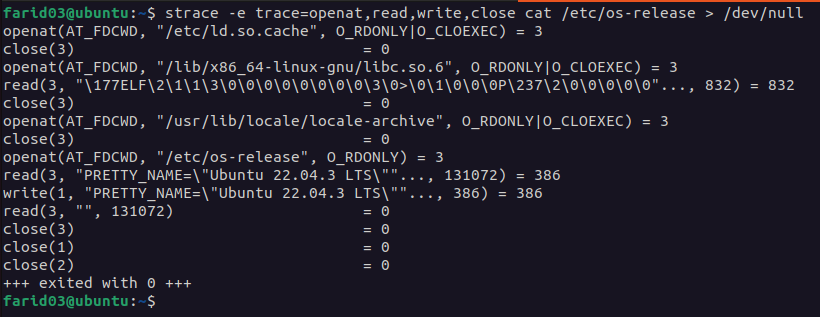 farid03@ubuntu:~$ strace -e trace=openat,read,write,close cat /etc/os-release > /dev/null
openat(AT_FDCWD, "/etc/ld.so.cache", O_RDONLY|O_CLOEXEC) = 3
close(3)                                = 0
openat(AT_FDCWD, "/lib/x86_64-linux-gnu/libc.so.6", O_RDONLY|O_CLOEXEC) = 3
read(3, "\177ELF\2\1\1\3\0\0\0\0\0\0\0\0\3\0>\0\1\0\0\0P\237\2\0\0\0\0\0"..., 832) = 832
close(3)                                = 0
openat(AT_FDCWD, "/usr/lib/locale/locale-archive", O_RDONLY|O_CLOEXEC) = 3
close(3)                                = 0
openat(AT_FDCWD, "/etc/os-release", O_RDONLY) = 3
read(3, "PRETTY_NAME=\"Ubuntu 22.04.3 LTS\""..., 131072) = 386
write(1, "PRETTY_NAME=\"Ubuntu 22.04.3 LTS\""..., 386) = 386
read(3, "", 131072)                     = 0
close(3)                                = 0
close(1)                                = 0
close(2)                                = 0
+++ exited with 0 +++
farid03@ubuntu:~$